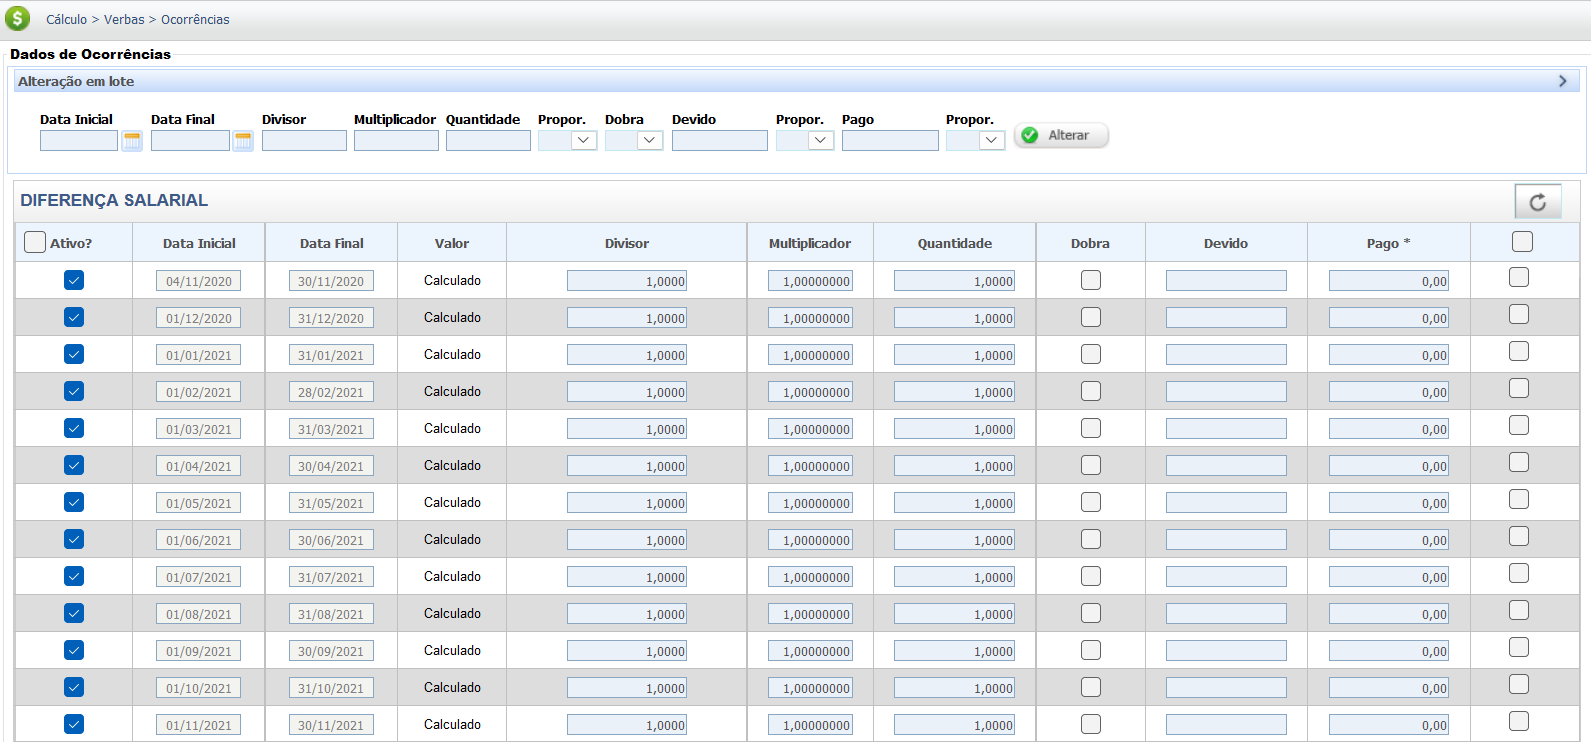 Cálculo > Verbas > Ocorrências
Dados de Ocorrências
Alteração em lote
Data Inicial Data Final Divisor Multiplicador Quantidade Propor. Dobra Devido Propor. Pago Propor.
Alterar
DIFERENÇA SALARIAL
Ativo? Data Inicial Data Final Valor Divisor Multiplicador Quantidade Dobra Devido Pago *
04/11/2020 30/11/2020 Calculado 1,0000 1,00000000 1,0000 0,00
01/12/2020 31/12/2020 Calculado 1,0000 1,00000000 1,0000 0,00
01/01/2021 31/01/2021 Calculado 1,0000 1,00000000 1,0000 0,00
01/02/2021 28/02/2021 Calculado 1,0000 1,00000000 1,0000 0,00
01/03/2021 31/03/2021 Calculado 1,0000 1,00000000 1,0000 0,00
01/04/2021 30/04/2021 Calculado 1,0000 1,00000000 1,0000 0,00
01/05/2021 31/05/2021 Calculado 1,0000 1,00000000 1,0000 0,00
01/06/2021 30/06/2021 Calculado 1,0000 1,00000000 1,0000 0,00
01/07/2021 31/07/2021 Calculado 1,0000 1,00000000 1,0000 0,00
01/08/2021 31/08/2021 Calculado 1,0000 1,00000000 1,0000 0,00
01/09/2021 30/09/2021 Calculado 1,0000 1,00000000 1,0000 0,00
01/10/2021 31/10/2021 Calculado 1,0000 1,00000000 1,0000 0,00
01/11/2021 30/11/2021 Calculado 1,0000 1,00000000 1,0000 0,00